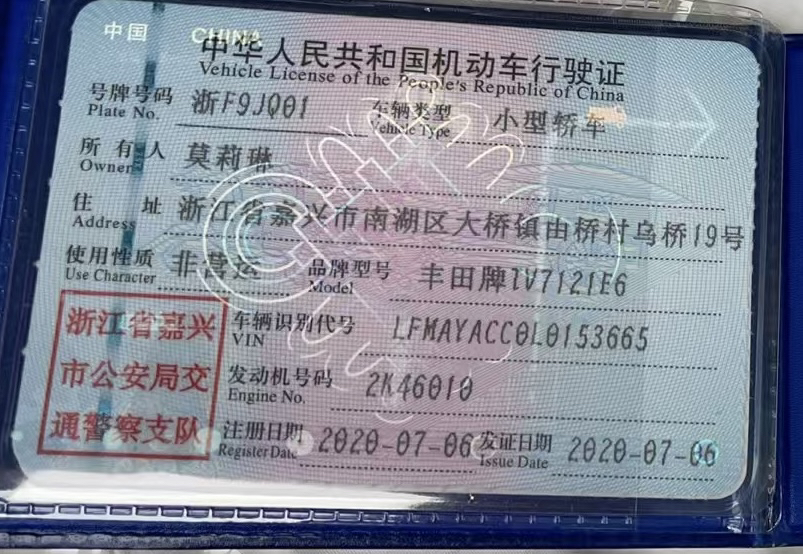 中国 CHINA
中华人民共和国机动车行驶证
Vehicle License of the People's Republic of China
号牌号码 浙F9JQ01 车辆类型 小型轿车
Plate No. Vehicle Type
所有人 莫莉琳
Owner
住址 浙江省嘉兴市南湖区大桥镇由桥村乌桥19号
Address
使用性质 非营运 品牌型号 丰田牌TV7121E6
Use Character Model
浙江省嘉兴
市公安局交
通警察支队
车辆识别代号 LFMAYACC0L0153665
VIN
发动机号码 2K46010
Engine No.
注册日期 2020-07-06 发证日期 2020-07-06
Register Date Issue Date